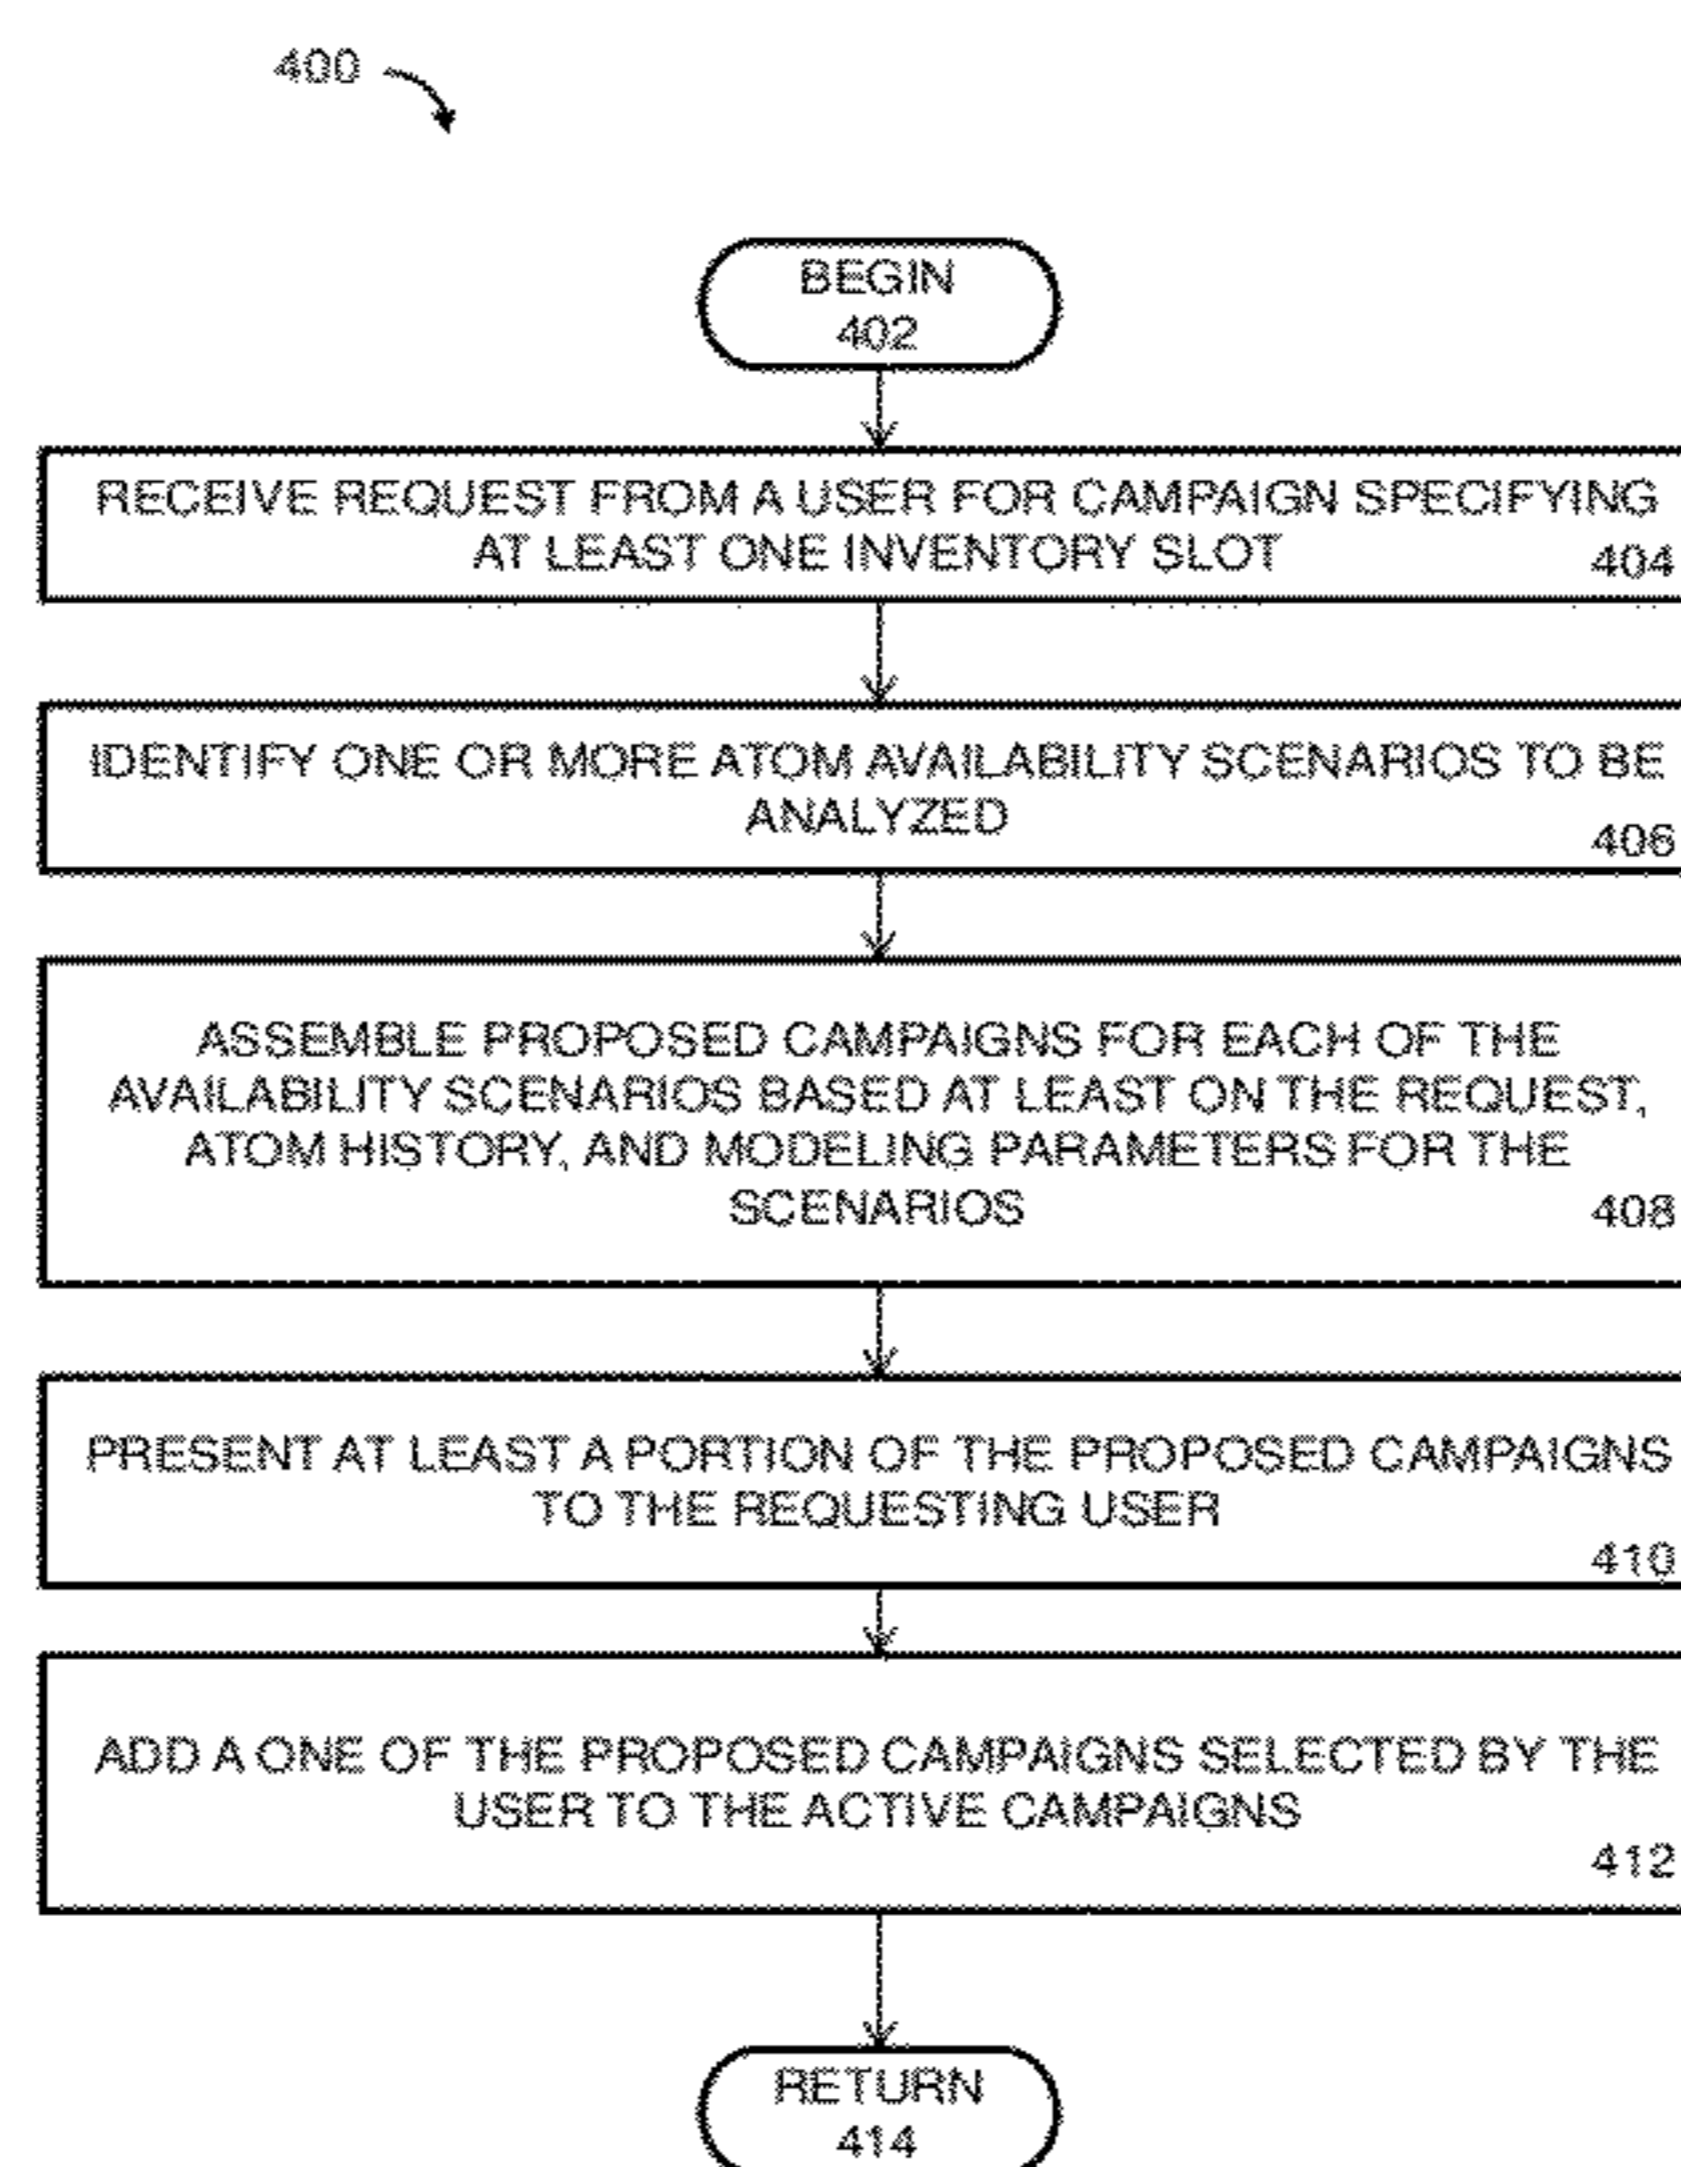 400
BEGIN
402
RECEIVE REQUEST FROM A USER FOR CAMPAIGN SPECIFYING
AT LEAST ONE INVENTORY SLOT
404
IDENTIFY ONE OR MORE ATOM AVAILABILITY SCENARIOS TO BE
ANALYZED
406
ASSEMBLE PROPOSED CAMPAIGNS FOR EACH OF THE
AVAILABILITY SCENARIOS BASED AT LEAST ON THE REQUEST,
ATOM HISTORY, AND MODELING PARAMETERS FOR THE
SCENARIOS
408
PRESENT AT LEAST A PORTION OF THE PROPOSED CAMPAIGNS
TO THE REQUESTING USER
410
ADD A ONE OF THE PROPOSED CAMPAIGNS SELECTED BY THE
USER TO THE ACTIVE CAMPAIGNS
412
RETURN
414